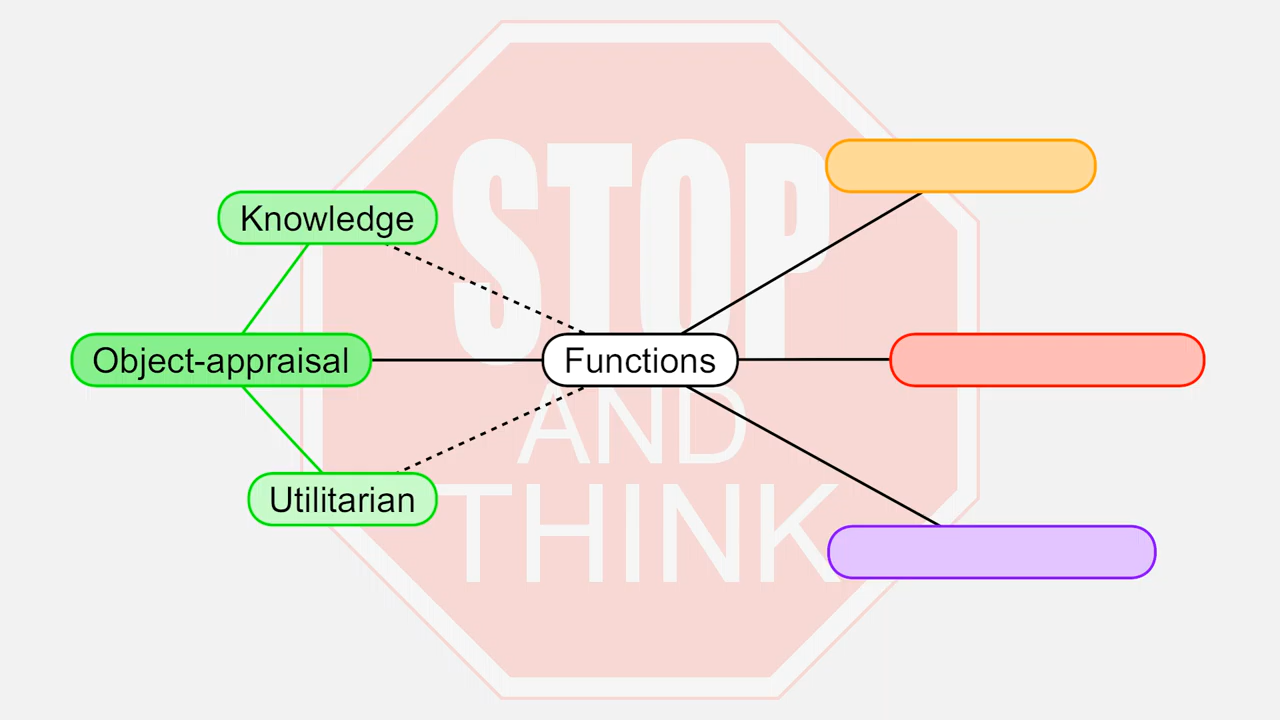 STOP
AND
THINK
Knowledge
Object-appraisal
Functions
Utilitarian